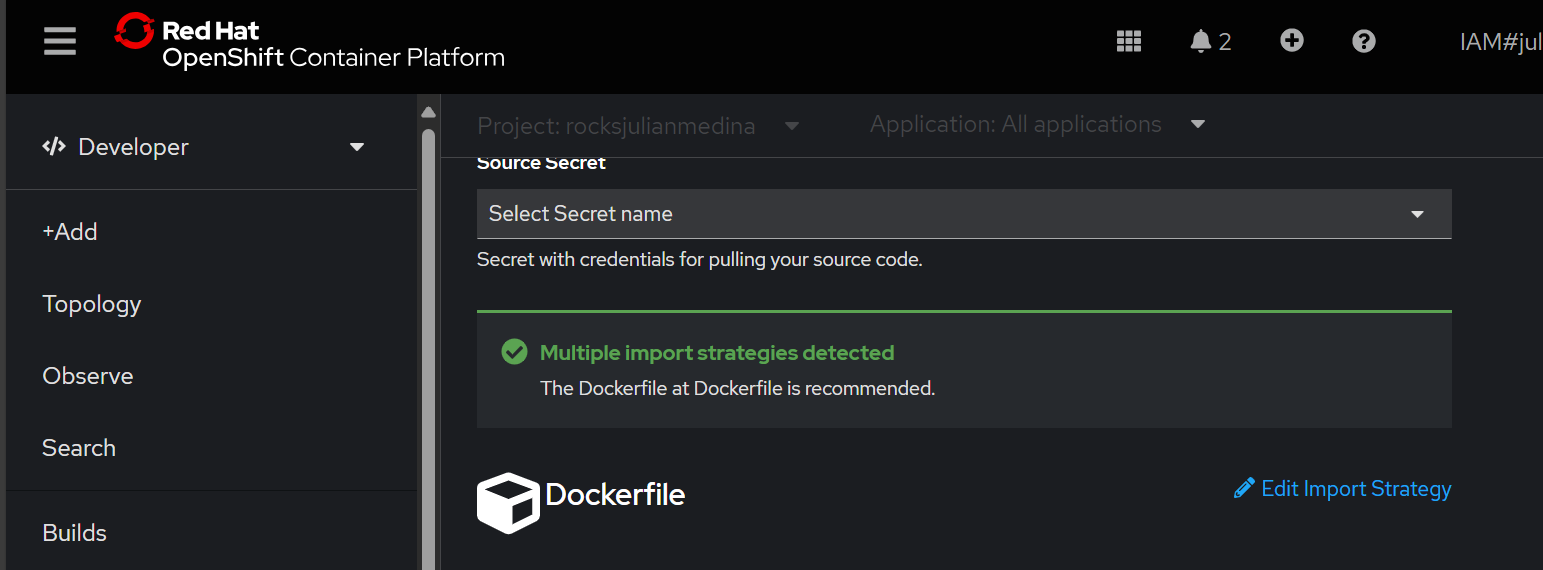 Red Hat
OpenShift Container Platform
2
IAM#jul
Developer
+Add
Topology
Observe
Search
Builds
Project: rocksjulianmedina
Application: All applications
Source Secret
Select Secret name
Secret with credentials for pulling your source code.
Multiple import strategies detected
The Dockerfile at Dockerfile is recommended.
Dockerfile
Edit Import Strategy